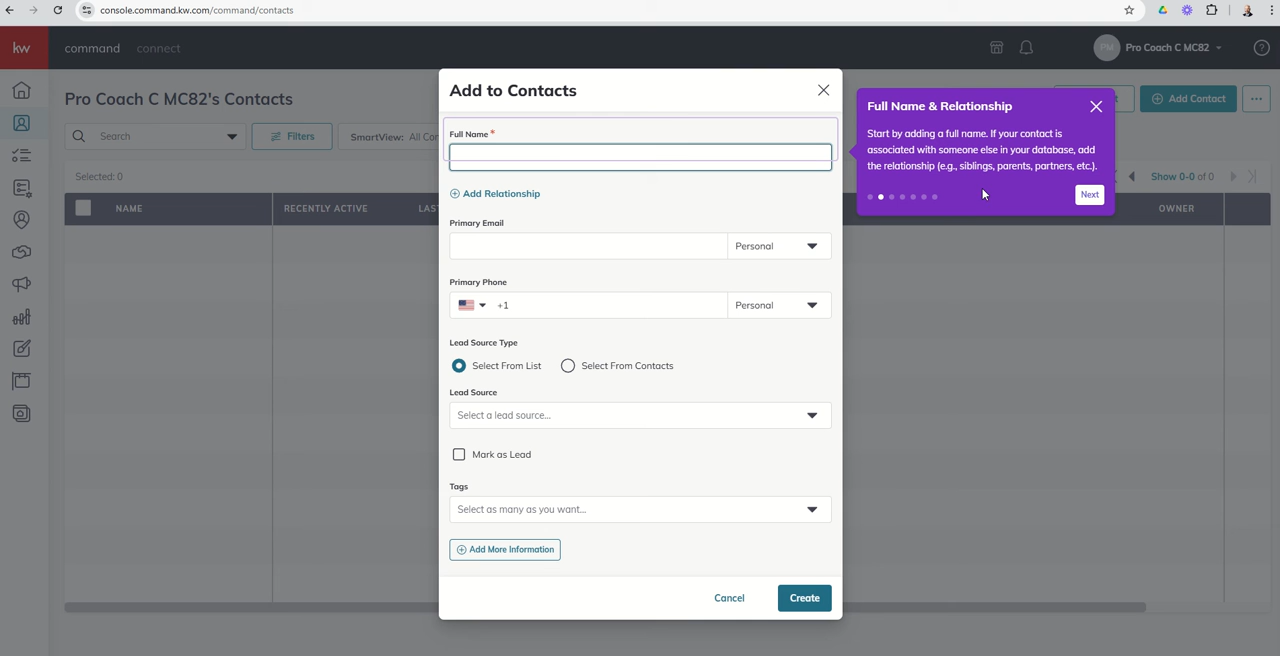 console.command.kw.com/command/contacts
kw
command
connect
PM
Pro Coach C MC82
?
Pro Coach C MC82's Contacts
Add Contact
Search
Filters
SmartView: All Con
Selected: 0
Show 0-0 of 0
NAME
RECENTLY ACTIVE
LAS
OWNER
Add to Contacts
Full Name *
Add Relationship
Primary Email
Personal
Primary Phone
+1
Personal
Lead Source Type
Select From List
Select From Contacts
Lead Source
Select a lead source...
Mark as Lead
Tags
Select as many as you want...
Add More Information
Cancel
Create
Full Name & Relationship
Start by adding a full name. If your contact is
associated with someone else in your database, add
the relationship (e.g., siblings, parents, partners, etc.).
Next